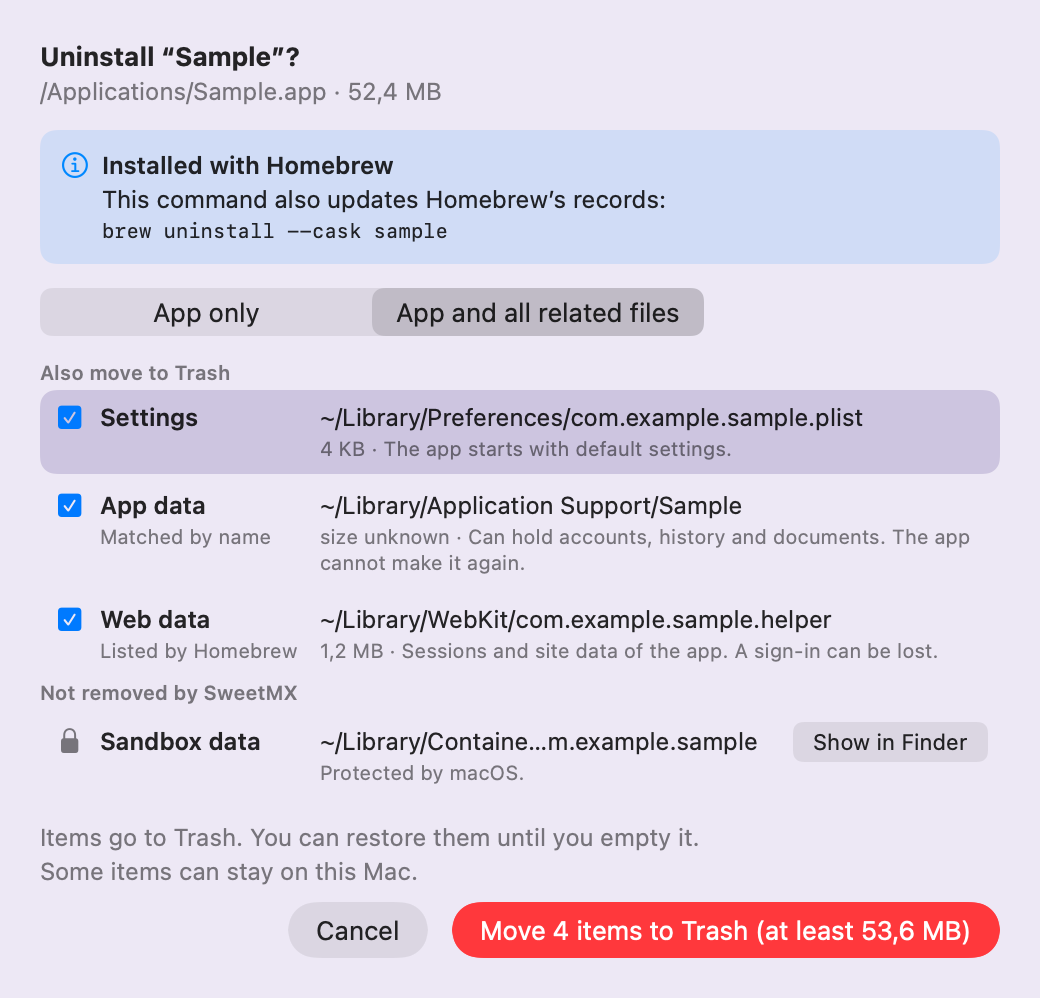 Uninstall “Sample”?
/Applications/Sample.app · 52,4 MB
Installed with Homebrew
This command also updates Homebrew’s records:
brew uninstall --cask sample
App only
App and all related files
Also move to Trash
Settings
~/Library/Preferences/com.example.sample.plist
4 KB · The app starts with default settings.
App data
~/Library/Application Support/Sample
Matched by name
size unknown · Can hold accounts, history and documents. The app
cannot make it again.
Web data
~/Library/WebKit/com.example.sample.helper
Listed by Homebrew
1,2 MB · Sessions and site data of the app. A sign-in can be lost.
Not removed by SweetMX
Sandbox data
~/Library/Containe…m.example.sample
Show in Finder
Protected by macOS.
Items go to Trash. You can restore them until you empty it.
Some items can stay on this Mac.
Cancel
Move 4 items to Trash (at least 53,6 MB)